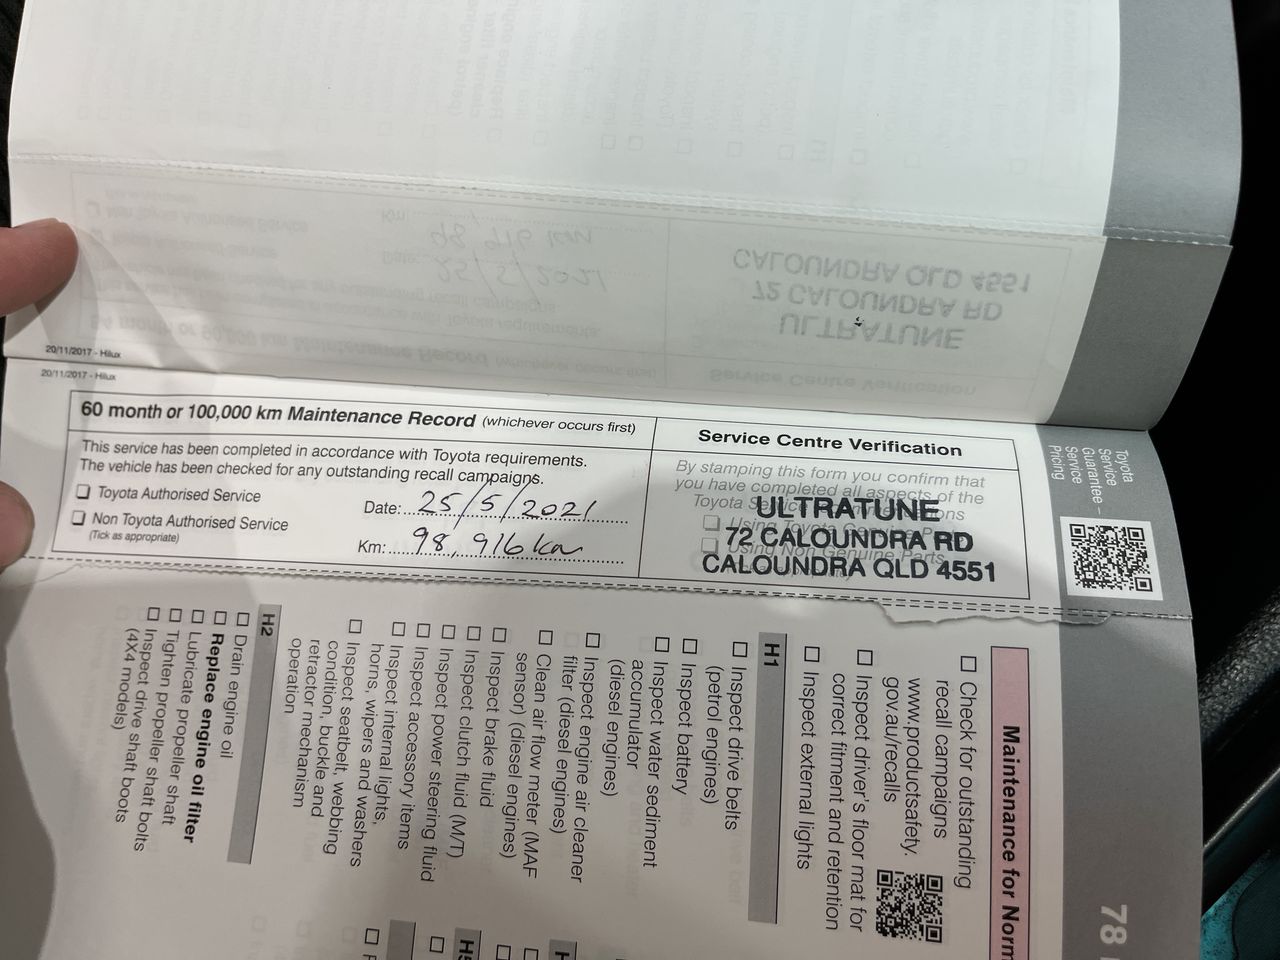 20/11/2017 - Hilux
20/11/2017 - Hilux
60 month or 100,000 km Maintenance Record (whichever occurs first)
This service has been completed in accordance with Toyota requirements.
The vehicle has been checked for any outstanding recall campaigns.
❑ Toyota Authorised Service
❑ Non Toyota Authorised Service
(Tick as appropriate)
Date: 25/5/2021
Km: 98,916 km
Service Centre Verification
By stamping this form you confirm that
you have completed all aspects of the
Toyota
ULTRATUNE
72 CALOUNDRA RD
CALOUNDRA QLD 4551
Toyota
Service
Guarantee –
Service
Pricing
78
Maintenance for Norm
❑ Check for outstanding
recall campaigns
www.productsafety.
gov.au/recalls
❑ Inspect driver's floor mat for
correct fitment and retention
❑ Inspect external lights
H1
❑ Inspect drive belts
(petrol engines)
❑ Inspect battery
❑ Inspect water sediment
accumulator
(diesel engines)
❑ Inspect engine air cleaner
filter (diesel engines)
❑ Clean air flow meter (MAF
sensor) (diesel engines)
❑ Inspect brake fluid
❑ Inspect clutch fluid (M/T)
❑ Inspect power steering fluid
❑ Inspect accessory items
❑ Inspect internal lights,
horns, wipers and washers
❑ Inspect seatbelt, webbing
condition, buckle and
retractor mechanism
operation
H2
❑ Drain engine oil
❑ Replace engine oil filter
❑ Lubricate propeller shaft
❑ Tighten propeller shaft bolts
❑ Inspect drive shaft boots
(4X4 models)